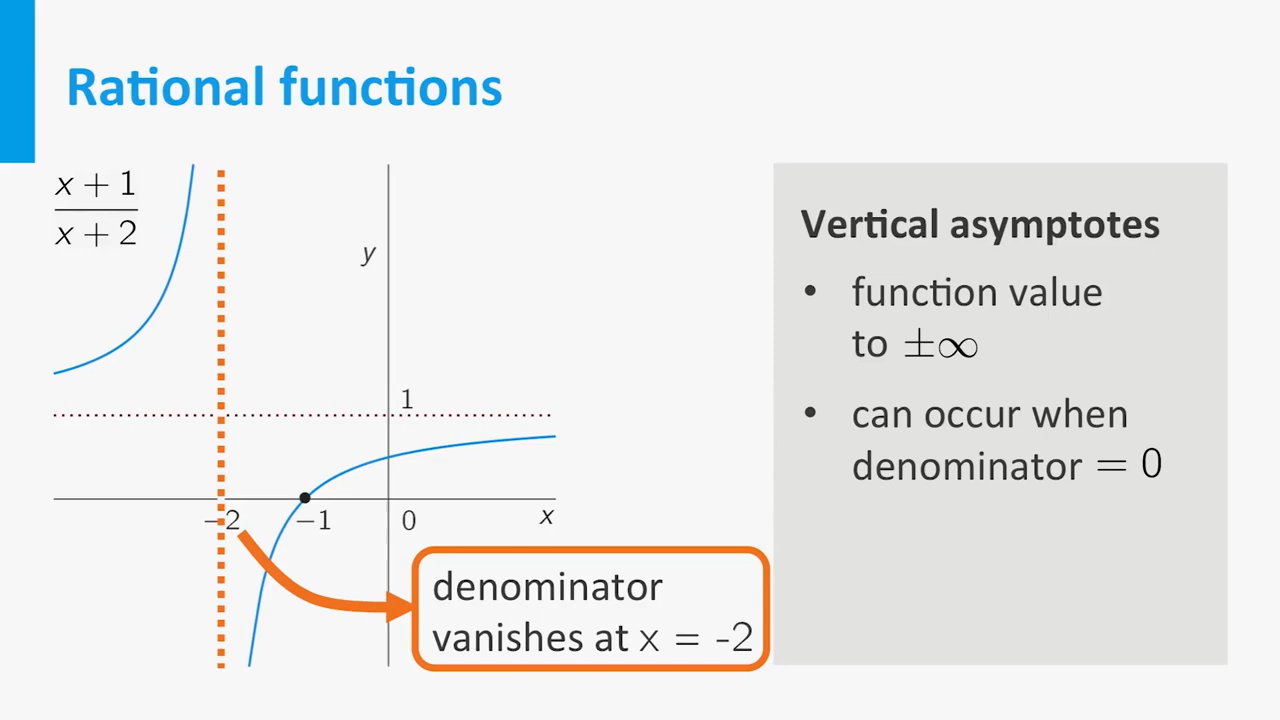 Rational functions
x + 1
x + 2
y
1
−2
−1
0
x
denominator
vanishes at x = -2
Vertical asymptotes
• function value
to ±∞
• can occur when
denominator = 0